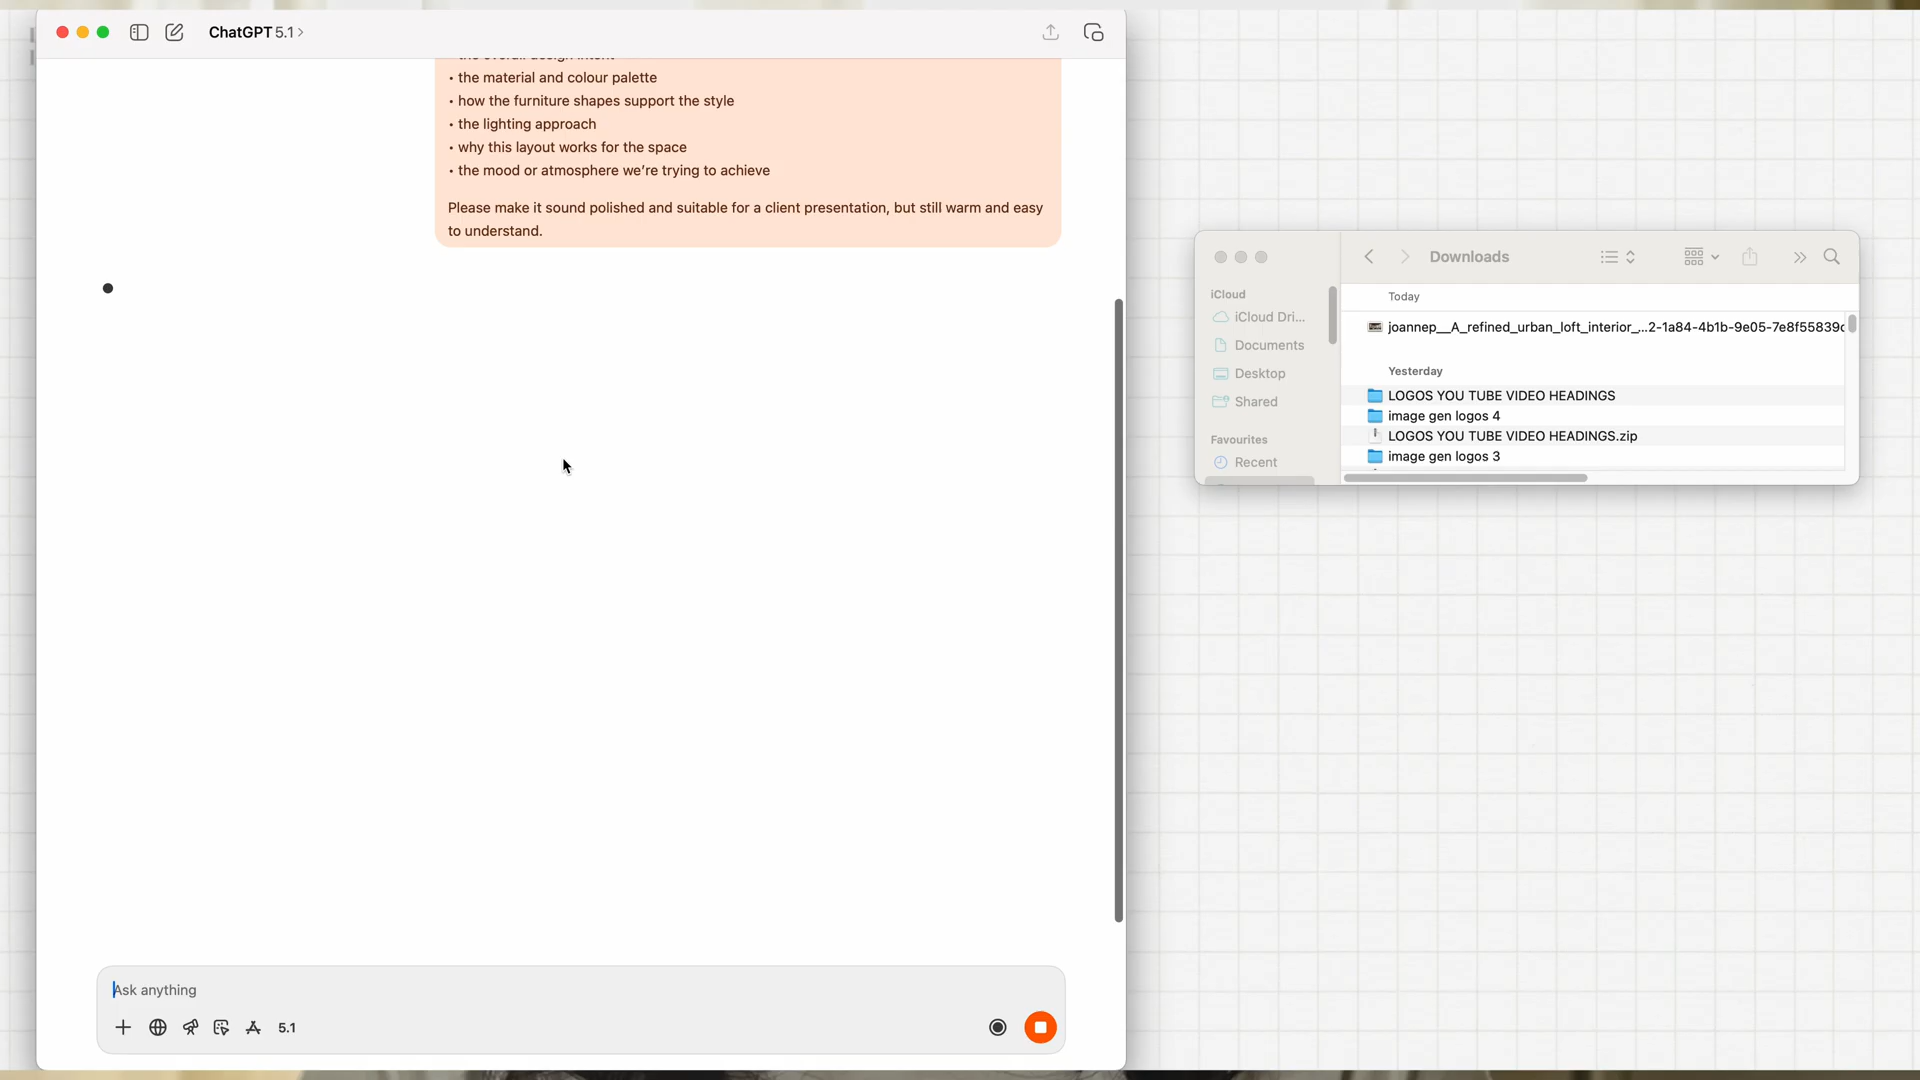 ChatGPT 5.1 >
• the overall design intent
• the material and colour palette
• how the furniture shapes support the style
• the lighting approach
• why this layout works for the space
• the mood or atmosphere we’re trying to achieve
Please make it sound polished and suitable for a client presentation, but still warm and easy
to understand.
Ask anything
5.1
Downloads
iCloud
iCloud Dri...
Documents
Desktop
Shared
Favourites
Recent
Today
joannep__A_refined_urban_loft_interior_...2-1a84-4b1b-9e05-7e8f55839c
Yesterday
LOGOS YOU TUBE VIDEO HEADINGS
image gen logos 4
LOGOS YOU TUBE VIDEO HEADINGS.zip
image gen logos 3